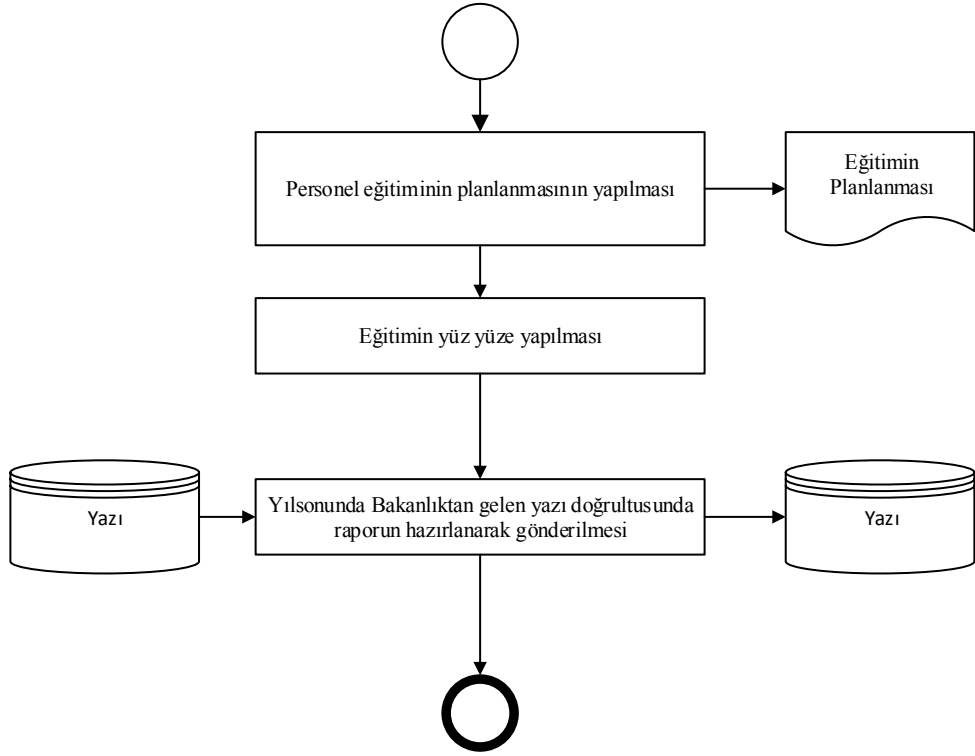 Personel eğitiminin planlanmasının yapılması
Eğitimin
Planlanması
Eğitimin yüz yüze yapılması
Yazı
Yılsonunda Bakanlıktan gelen yazı doğrultusunda
raporun hazırlanarak gönderilmesi
Yazı